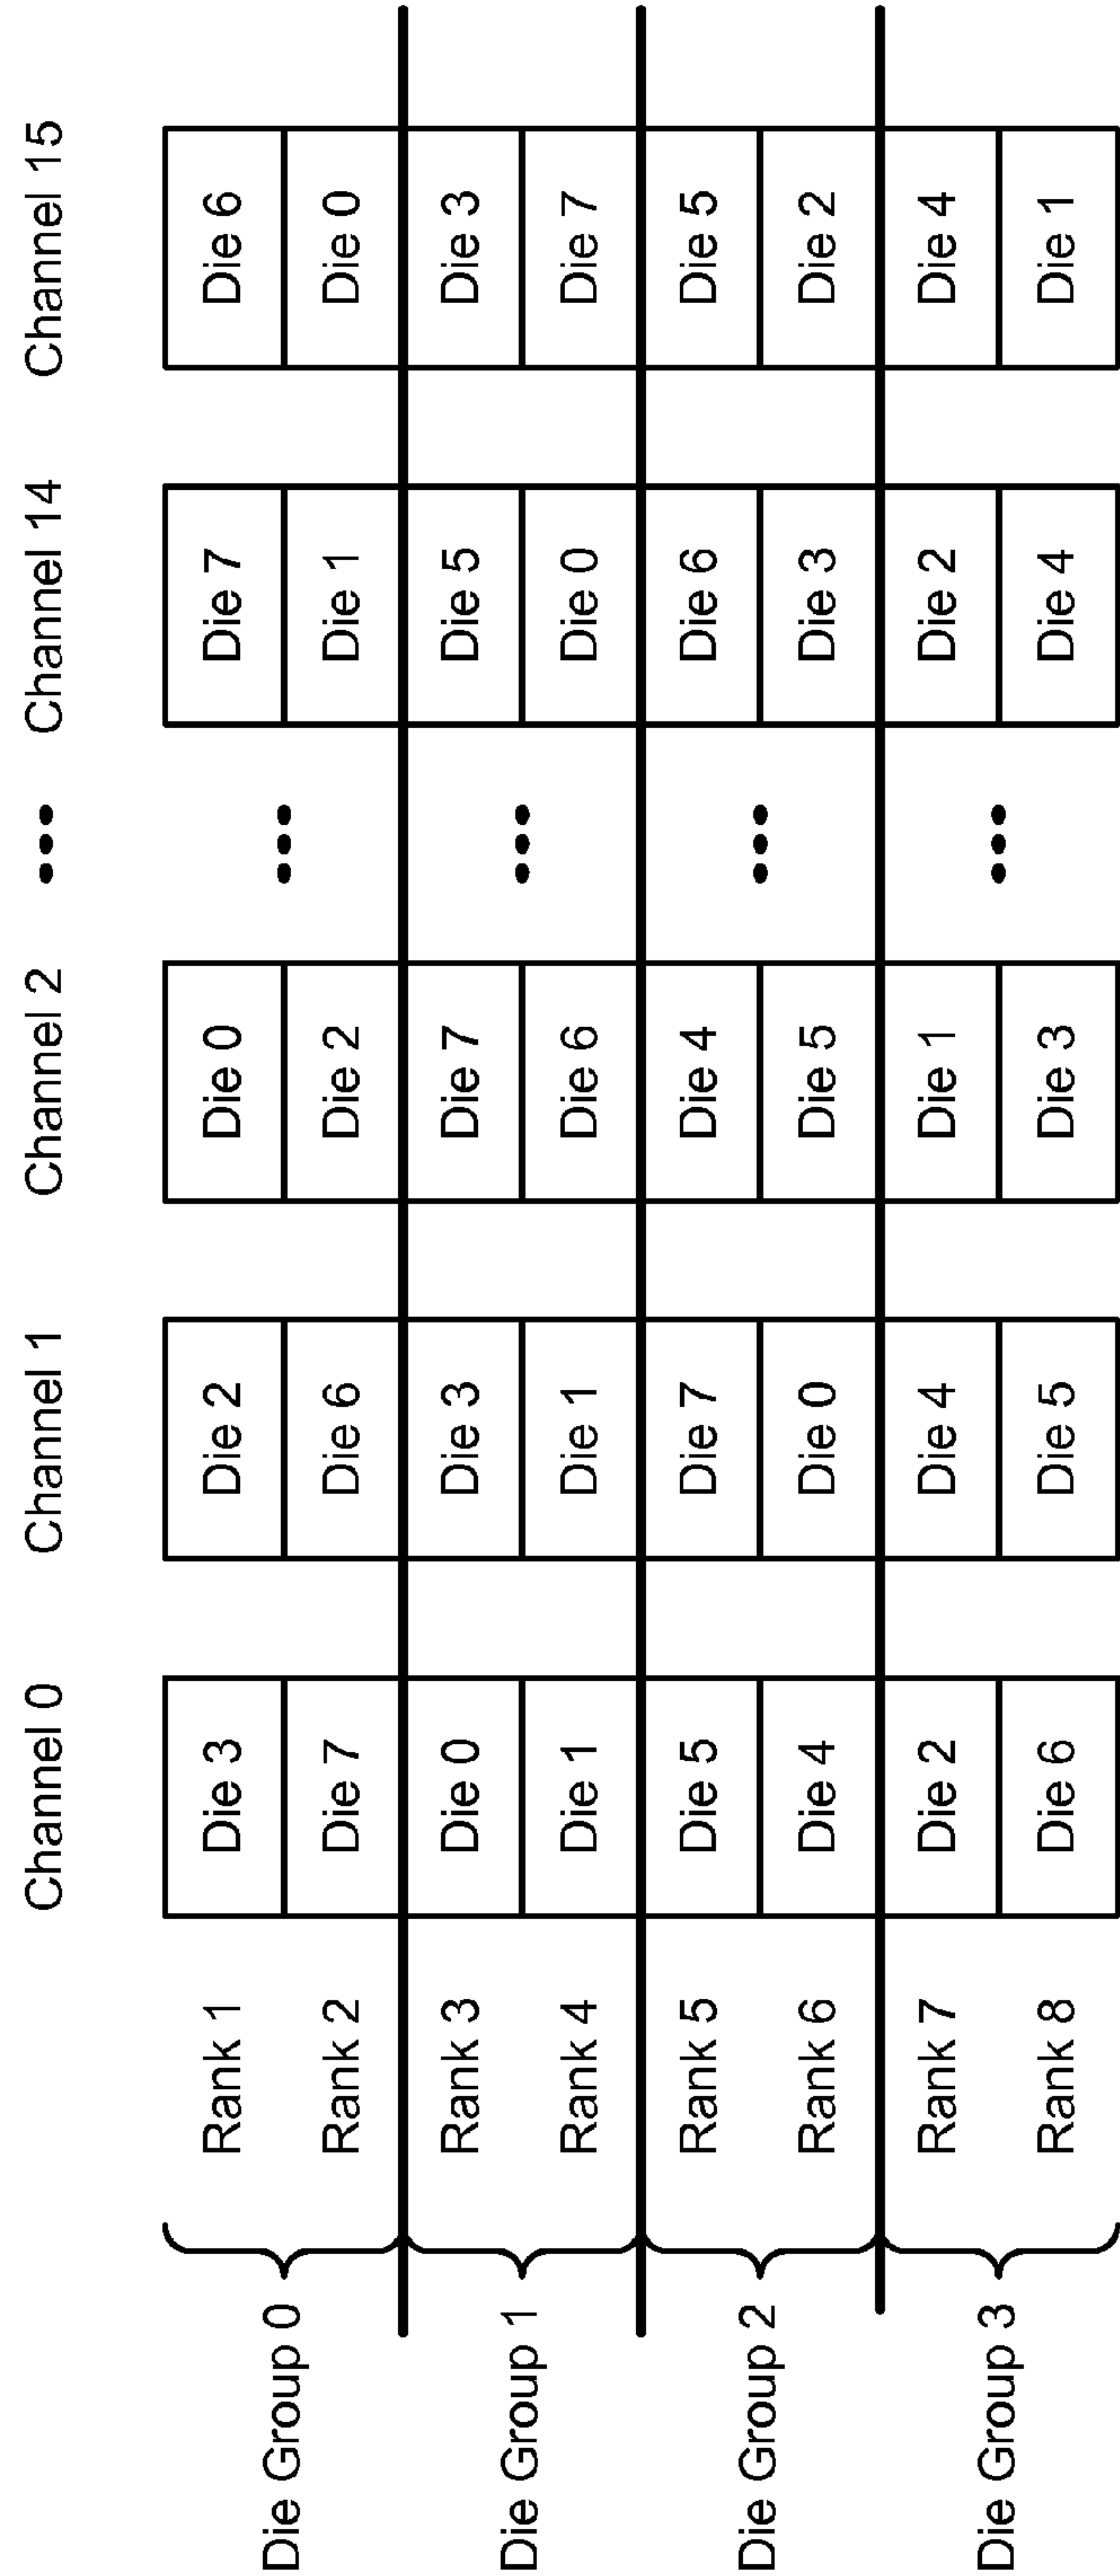 Channel 0 Channel 1 Channel 2 ••• Channel 14 Channel 15
Die Group 0
Rank 1 Die 3 Die 2 Die 0 Die 7 Die 6
•••
Rank 2 Die 7 Die 6 Die 2 Die 1 Die 0
Die Group 1
Rank 3 Die 0 Die 3 Die 7 Die 5 Die 3
•••
Rank 4 Die 1 Die 1 Die 6 Die 0 Die 7
Die Group 2
Rank 5 Die 5 Die 7 Die 4 Die 6 Die 5
•••
Rank 6 Die 4 Die 0 Die 5 Die 3 Die 2
Die Group 3
Rank 7 Die 2 Die 4 Die 1 Die 2 Die 4
•••
Rank 8 Die 6 Die 5 Die 3 Die 4 Die 1